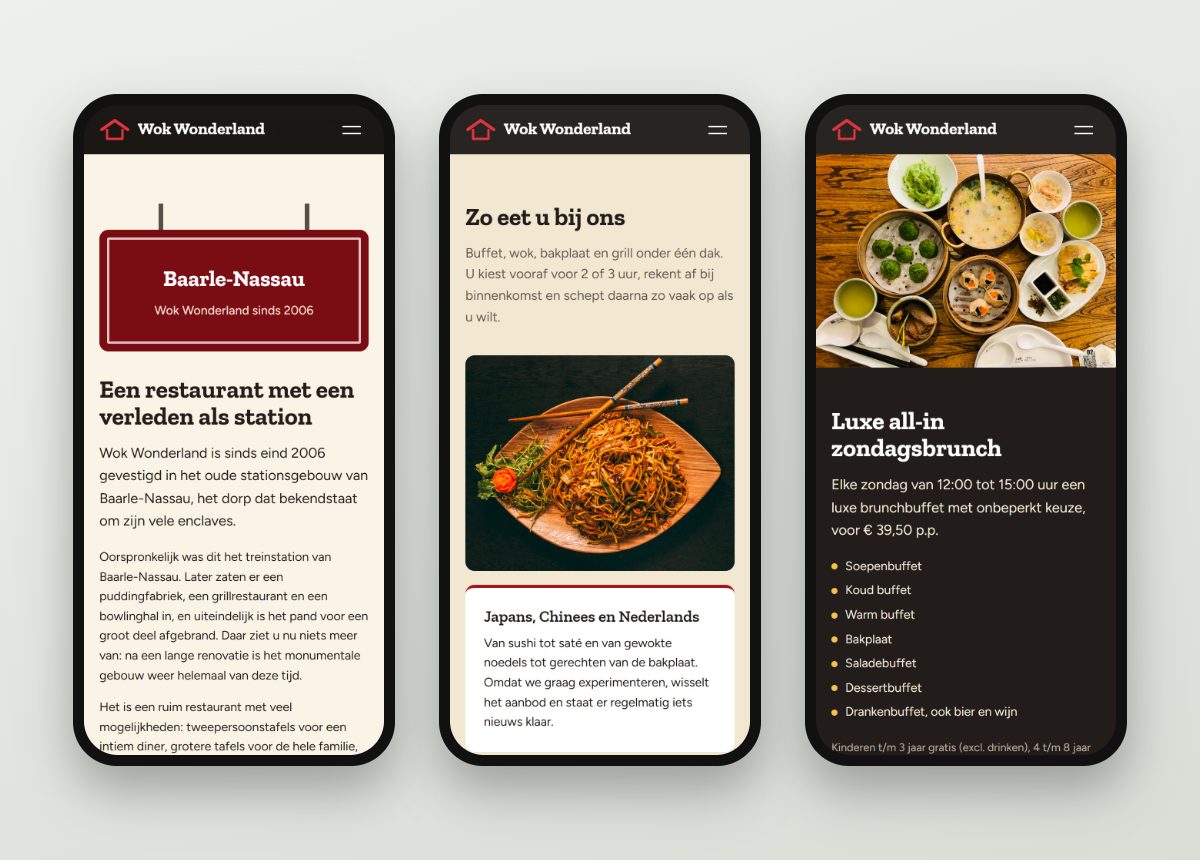 Wok Wonderland
Baarle-Nassau
Wok Wonderland sinds 2006
Een restaurant met een
verleden als station
Wok Wonderland is sinds eind 2006
gevestigd in het oude stationsgebouw van
Baarle-Nassau, het dorp dat bekendstaat
om zijn vele enclaves.
Oorspronkelijk was dit het treinstation van
Baarle-Nassau. Later zaten er een
puddingfabriek, een grillrestaurant en een
bowlinghal in, en uiteindelijk is het pand voor een
groot deel afgebrand. Daar ziet u nu niets meer
van: na een lange renovatie is het monumentale
gebouw weer helemaal van deze tijd.
Het is een ruim restaurant met veel
mogelijkheden: tweepersoonstafels voor een
intiem diner, grotere tafels voor de hele familie,
Wok Wonderland
Zo eet u bij ons
Buffet, wok, bakplaat en grill onder één dak.
U kiest vooraf voor 2 of 3 uur, rekent af bij
binnenkomst en schept daarna zo vaak op als
u wilt.
Japans, Chinees en Nederlands
Van sushi tot saté en van gewokte
noedels tot gerechten van de bakplaat.
Omdat we graag experimenteren, wisselt
het aanbod en staat er regelmatig iets
nieuws klaar.
Wok Wonderland
Luxe all-in
zondagsbrunch
Elke zondag van 12:00 tot 15:00 uur een
luxe brunchbuffet met onbeperkt keuze,
voor € 39,50 p.p.
Soepenbuffet
Koud buffet
Warm buffet
Bakplaat
Saladebuffet
Dessertbuffet
Drankenbuffet, ook bier en wijn
Kinderen t/m 3 jaar gratis (excl. drinken), 4 t/m 8 jaar